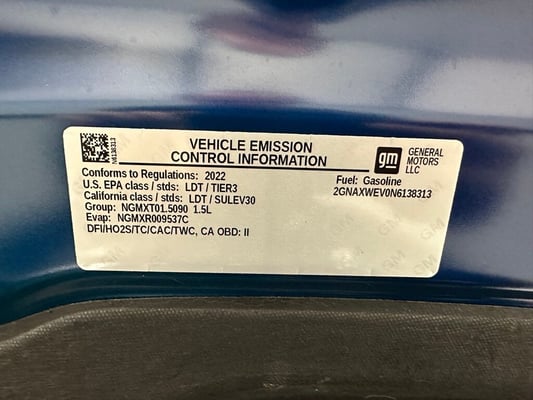 VEHICLE EMISSION
CONTROL INFORMATION
gm
GENERAL
MOTORS
LLC
N6138313
Conforms to Regulations: 2022
U.S. EPA class / stds: LDT / TIER3
California class / stds: LDT / SULEV30
Group: NGMXT01.5090 1.5L
Evap: NGMXR009537C
DFI/HO2S/TC/CAC/TWC, CA OBD: II
Fuel: Gasoline
2GNAXWEV0N6138313